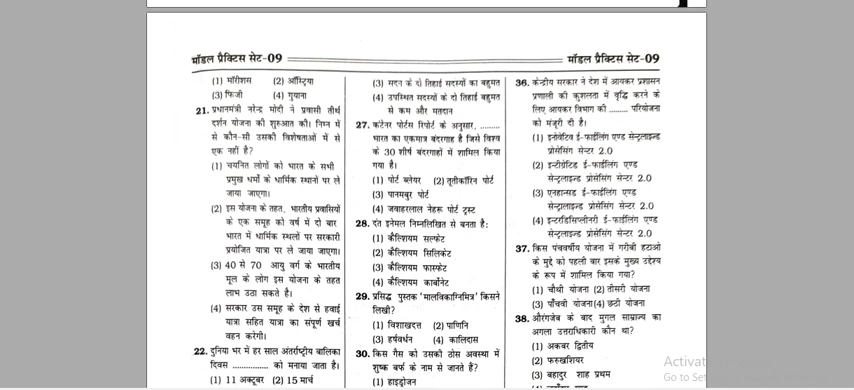 मॉडल प्रैक्टिस सेट-09
मॉडल प्रैक्टिस सेट-09
(1) मॉरीशस (2) ऑस्ट्रिया
(3) फिजी (4) गुयाना
21. प्रधानमंत्री नरेन्द्र मोदी ने प्रवासी तीर्थ
दर्शन योजना की शुरुआत की। निम्न में
से कौन-सी उसकी विशेषताओं में से
एक नहीं है?
(1) चयनित लोगों को भारत के सभी
प्रमुख धर्मों के धार्मिक स्थानों पर ले
जाया जाएगा।
(2) इस योजना के तहत, भारतीय प्रवासियों
के एक समूह को वर्ष में दो बार
भारत में धार्मिक स्थलों पर सरकारी
प्रयोजित यात्रा पर ले जाया जाएगा।
(3) 40 से 70 आयु वर्ग के भारतीय
मूल के लोग इस योजना के तहत
लाभ उठा सकते है।
(4) सरकार उस समूह के देश से हवाई
यात्रा सहित यात्रा का संपूर्ण खर्च
वहन करेगी।
22. दुनिया भर में हर साल अंतर्राष्ट्रीय बालिका
दिवस .............. को मनाया जाता है।
(1) 11 अक्टूबर (2) 15 मार्च
(3) सदन के दो तिहाई सदस्यों का बहुमत
(4) उपस्थित सदस्यों के दो तिहाई बहुमत
से कम और मतदान
27. कंटेनर पोर्टस रिपोर्ट के अनुसार, .........
भारत का एकमात्र बंदरगाह है जिसे विश्व
के 30 शीर्ष बंदरगाहों में शामिल किया
गया है।
(1) पोर्ट ब्लेयर (2) तूतीकॉरिन पोर्ट
(3) पानमबुर पोर्ट
(4) जवाहरलाल नेहरू पोर्ट ट्रस्ट
28. दंत इनेमल निम्नलिखित से बनता है:
(1) कैल्शियम सल्फेट
(2) कैल्शियम सिलिकेट
(3) कैल्शियम फास्फेट
(4) कैल्शियम कार्बोनेट
29. प्रसिद्ध पुस्तक 'मालविकाग्निमित्र' किसने
लिखी?
(1) विशाखदत्त (2) पाणिनि
(3) हर्षवर्धन (4) कालिदास
30. किस गैस को उसकी ठोस अवस्था में
शुष्क बर्फ के नाम से जानते हैं?
(1) हाइड्रोजन
36. केन्द्रीय सरकार ने देश में आयकर प्रशासन
प्रणाली की कुशलता में वृद्धि करने के
लिए आयकर विभाग की ........ परियोजना
को मंजूरी दी है।
(1) इनोवेटिव ई-फाईलिंग एण्ड सेन्ट्रलाइज्ड
प्रोसेसिंग सेन्टर 2.0
(2) इन्टीग्रेटिड ई-फाईलिंग एण्ड
सेन्ट्रलाइज्ड प्रोसेसिंग सेन्टर 2.0
(3) एनहान्सड ई-फाईलिंग एण्ड
सेन्ट्रलाइज्ड प्रोसेसिंग सेन्टर 2.0
(4) इन्टरडिसिप्लीनरी ई-फाईलिंग एण्ड
सेन्ट्रलाइज्ड प्रोसेसिंग सेन्टर 2.0
37. किस पंचवर्षीय योजना में गरीबी हटाओ
के मुद्दे को पहली बार इसके मुख्य उद्देश्य
के रूप में शामिल किया गया?
(1) चौथी योजना (2) तीसरी योजना
(3) पाँचवी योजना(4) छठी योजना
38. औरंगजेब के बाद मुगल साम्राज्य का
अगला उत्तराधिकारी कौन था?
(1) अकबर द्वितीय
(2) फरुखशियर
(3) बहादुर शाह प्रथम
Activat
Go to Set